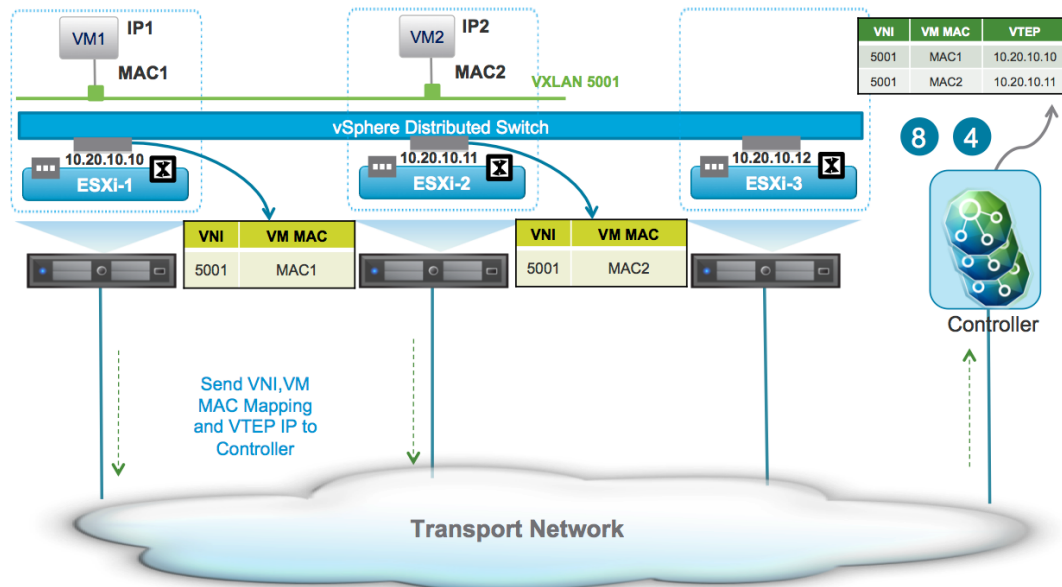 VM1
IP1
MAC1
VM2
IP2
MAC2
VXLAN 5001
VNI VM MAC VTEP
5001 MAC1 10.20.10.10
5001 MAC2 10.20.10.11
vSphere Distributed Switch
8 4
10.20.10.10
ESXi-1
10.20.10.11
ESXi-2
10.20.10.12
ESXi-3
VNI VM MAC
5001 MAC1
VNI VM MAC
5001 MAC2
Controller
Send VNI,VM
MAC Mapping
and VTEP IP to
Controller
Transport Network